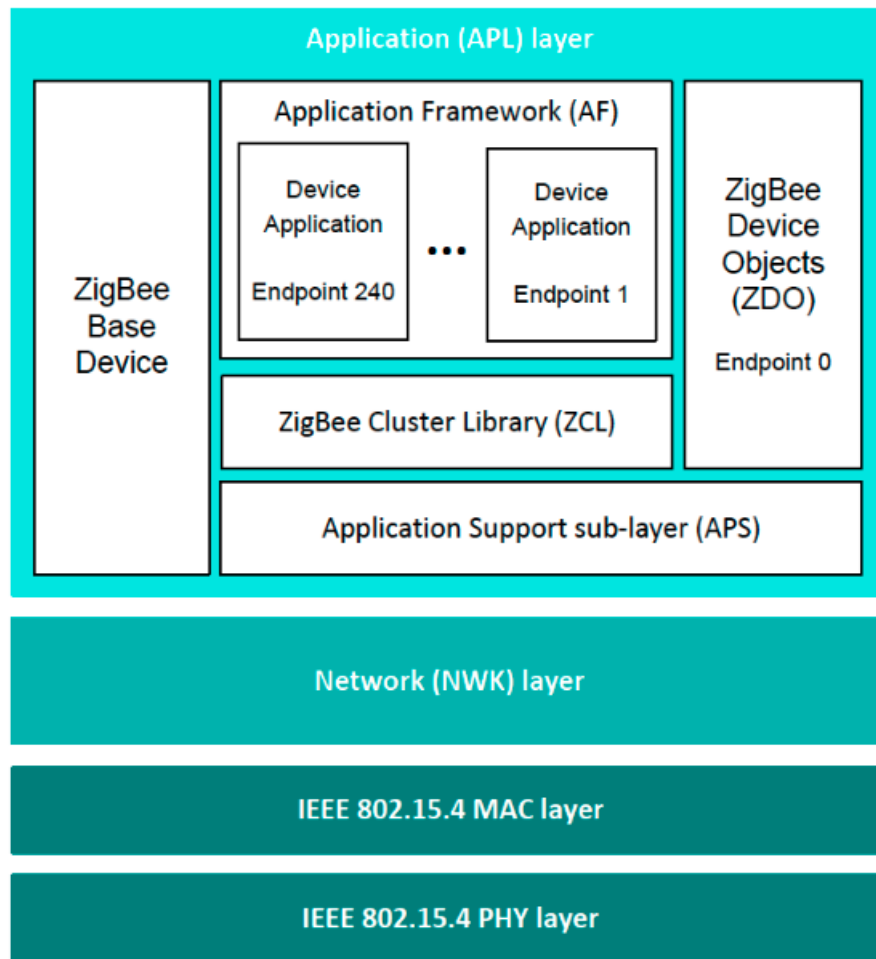 Application (APL) layer
ZigBee
Base
Device
Application Framework (AF)
Device
Application
Endpoint 240
...
Device
Application
Endpoint 1
ZigBee
Device
Objects
(ZDO)
Endpoint 0
ZigBee Cluster Library (ZCL)
Application Support sub-layer (APS)
Network (NWK) layer
IEEE 802.15.4 MAC layer
IEEE 802.15.4 PHY layer